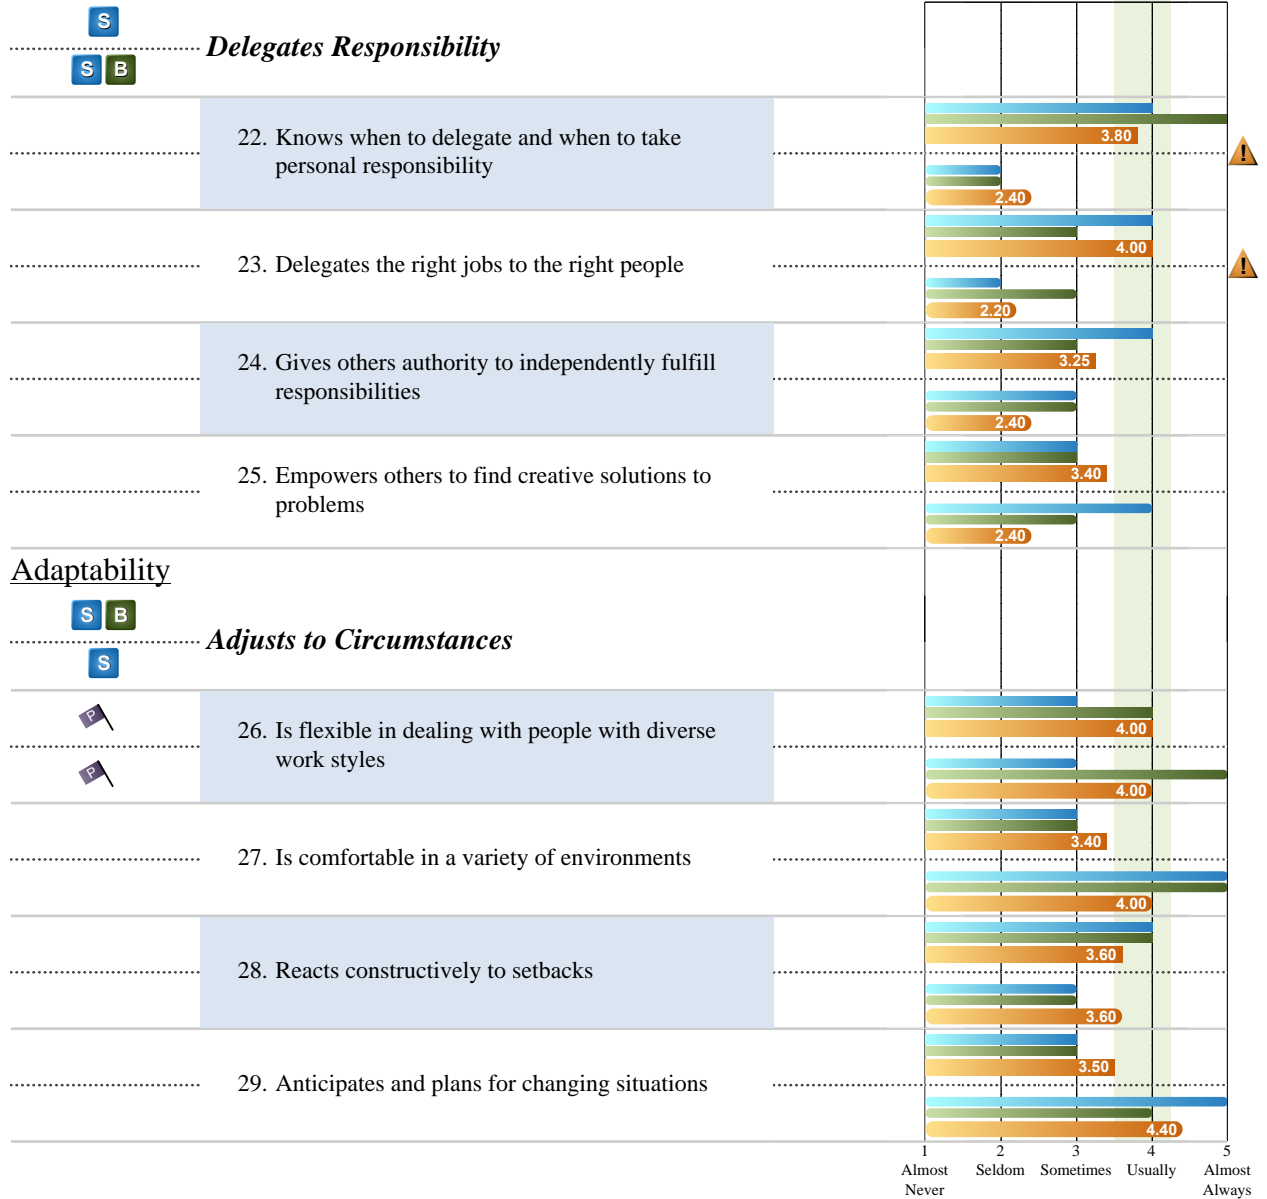 S
Delegates Responsibility
S B
22. Knows when to delegate and when to take
personal responsibility
3.80
!
2.40
23. Delegates the right jobs to the right people
4.00
!
2.20
24. Gives others authority to independently fulfill
responsibilities
3.25
2.40
25. Empowers others to find creative solutions to
problems
3.40
2.40
Adaptability
S B
Adjusts to Circumstances
S
P
26. Is flexible in dealing with people with diverse
work styles
4.00
P
4.00
27. Is comfortable in a variety of environments
3.40
4.00
28. Reacts constructively to setbacks
3.60
3.60
29. Anticipates and plans for changing situations
3.50
4.40
1 2 3 4 5
Almost Seldom Sometimes Usually Almost
Never Always